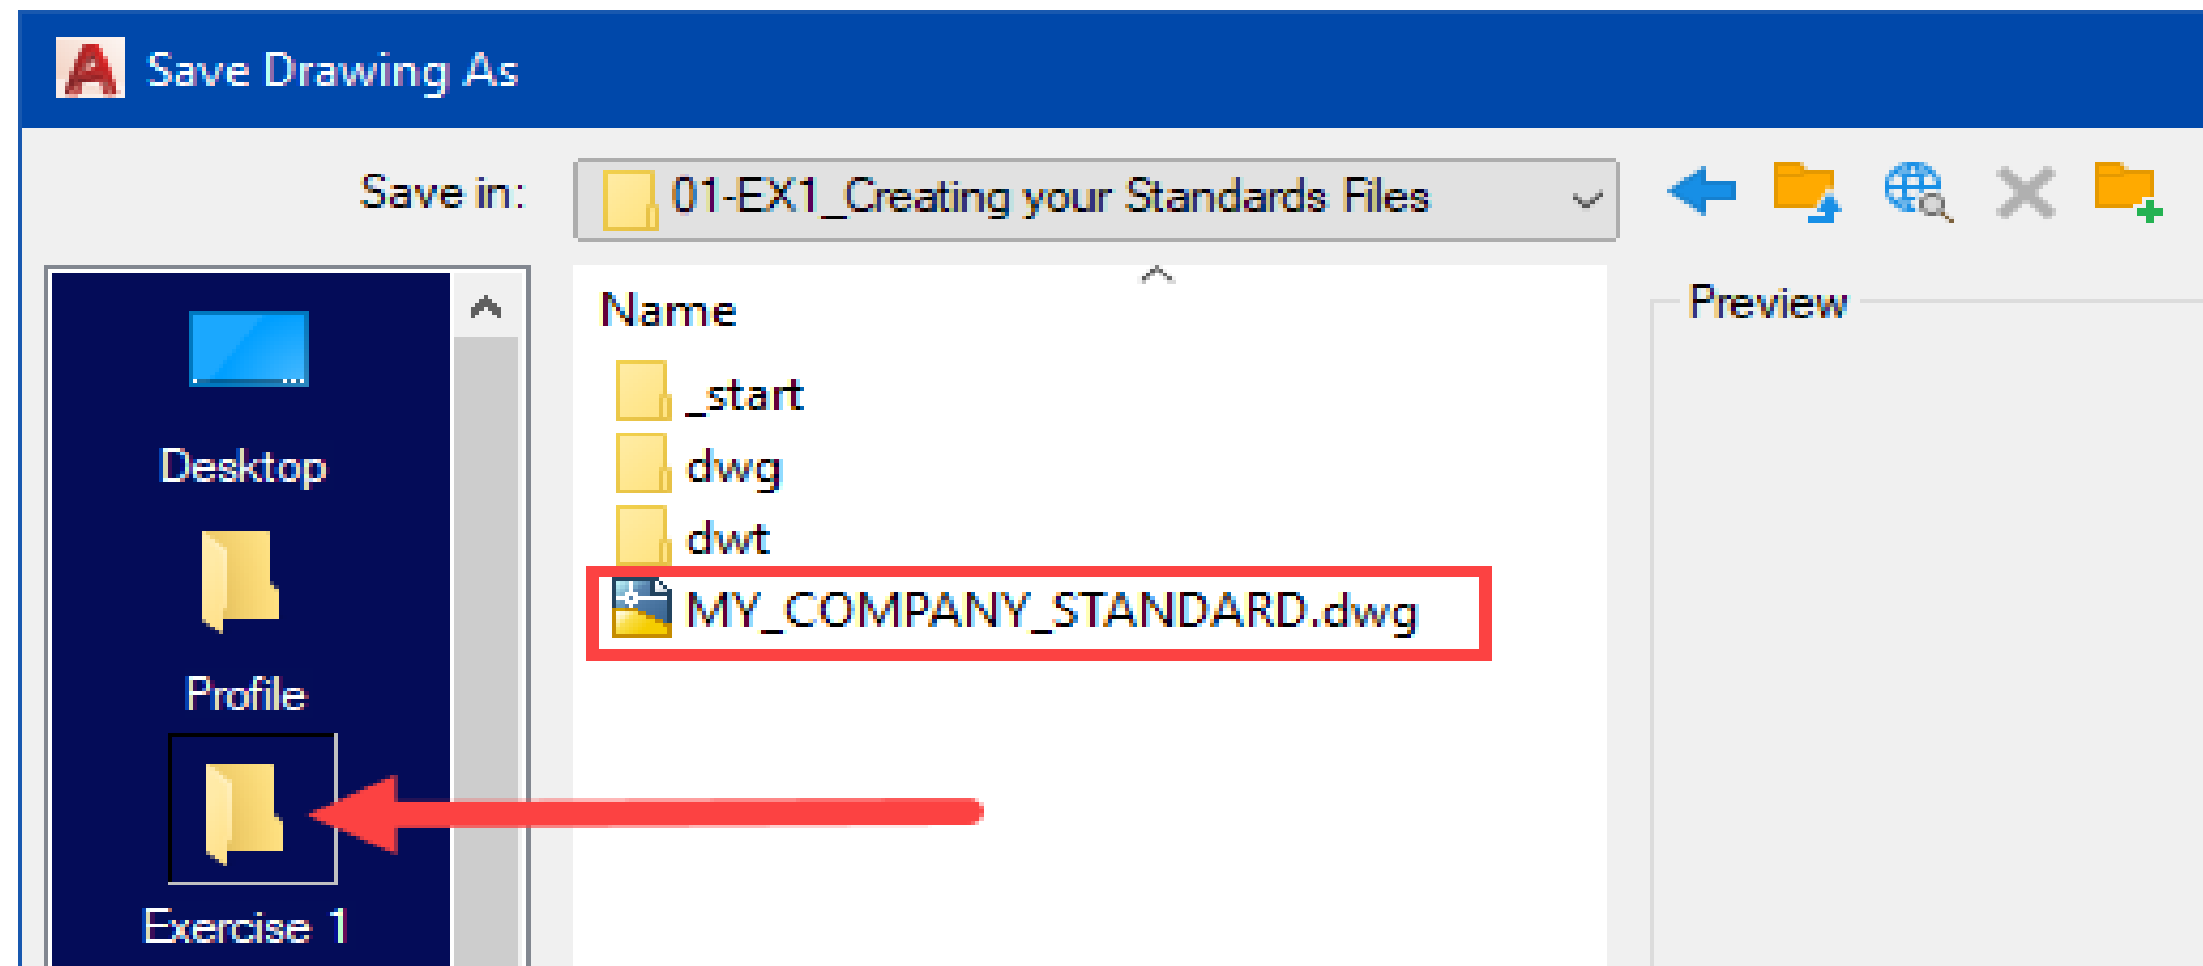 Save Drawing As
Save in:
01-EX1_Creating your Standards Files
Desktop
Profile
Exercise 1
Name
_start
dwg
dwt
MY_COMPANY_STANDARD.dwg
Preview